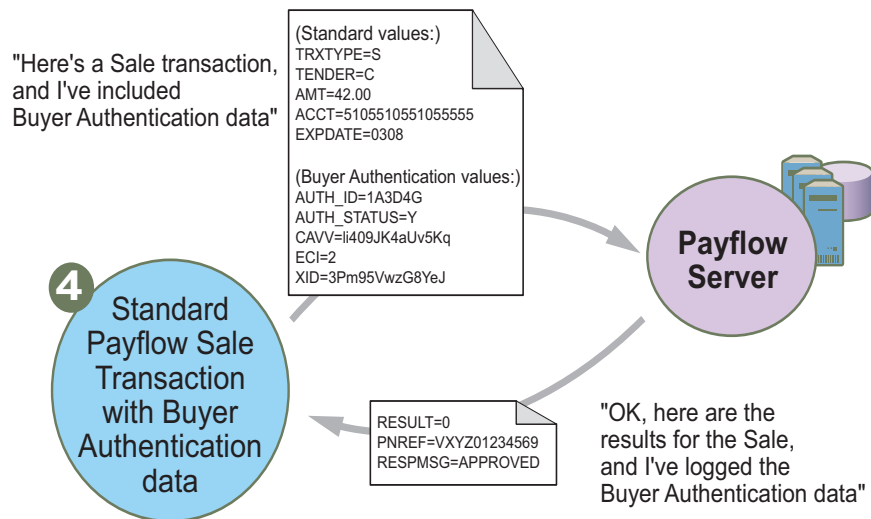 "Here's a Sale transaction,
and I've included
Buyer Authentication data"
(Standard values:)
TRXTYPE=S
TENDER=C
AMT=42.00
ACCT=5105510551055555
EXPDATE=0308
(Buyer Authentication values:)
AUTH_ID=1A3D4G
AUTH_STATUS=Y
CAVV=li409JK4aUv5Kq
ECI=2
XID=3Pm95VwzG8YeJ
Payflow
Server
4
Standard
Payflow Sale
Transaction
with Buyer
Authentication
data
RESULT=0
PNREF=VXYZ01234569
RESPMSG=APPROVED
"OK, here are the
results for the Sale,
and I've logged the
Buyer Authentication data"